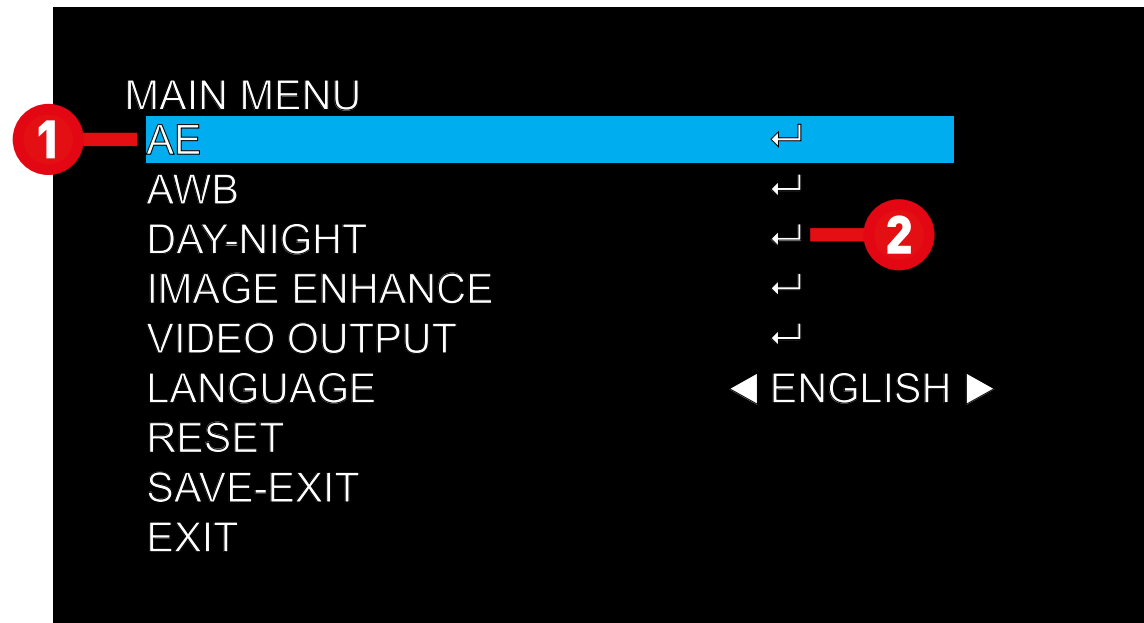 MAIN MENU
1 AE ↵
AWB ↵
DAY-NIGHT ↵ 2
IMAGE ENHANCE ↵
VIDEO OUTPUT ↵
LANGUAGE ◀ ENGLISH ▶
RESET
SAVE-EXIT
EXIT